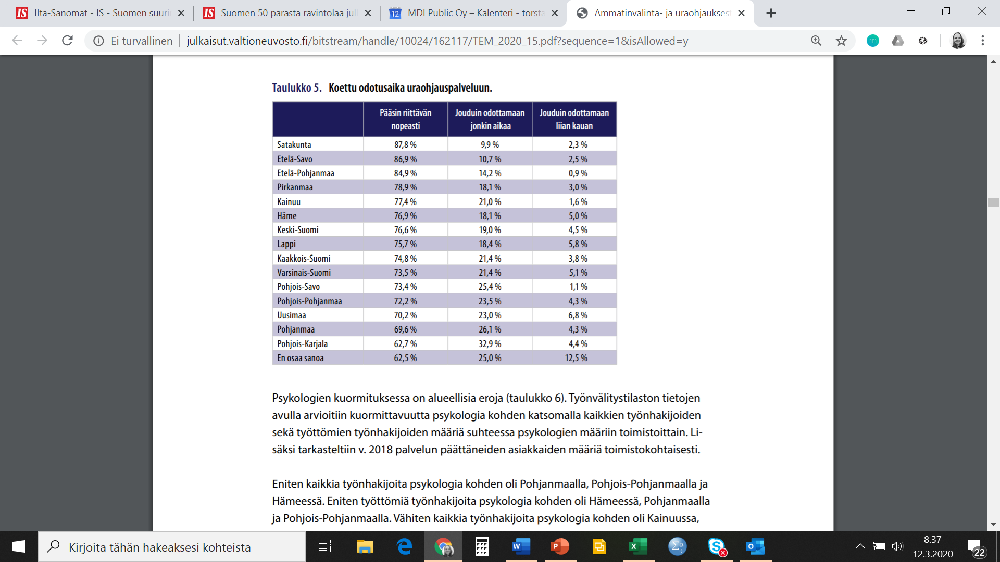 IS Ilta-Sanomat - IS - Suomen suuri
IS Suomen 50 parasta ravintolaa jul
12 MDI Public Oy – Kalenteri - torsta
Ammatinvalinta- ja uraohjaukses
Ei turvallinen julkaisut.valtioneuvosto.fi/bitstream/handle/10024/162117/TEM_2020_15.pdf?sequence=1&isAllowed=y
Taulukko 5. Koettu odotusaika uraohjauspalveluun.
Pääsin riittävän nopeasti
Jouduin odottamaan jonkin aikaa
Jouduin odottamaan liian kauan
Satakunta 87,8 % 9,9 % 2,3 %
Etelä-Savo 86,9 % 10,7 % 2,5 %
Etelä-Pohjanmaa 84,9 % 14,2 % 0,9 %
Pirkanmaa 78,9 % 18,1 % 3,0 %
Kainuu 77,4 % 21,0 % 1,6 %
Häme 76,9 % 18,1 % 5,0 %
Keski-Suomi 76,6 % 19,0 % 4,5 %
Lappi 75,7 % 18,4 % 5,8 %
Kaakkois-Suomi 74,8 % 21,4 % 3,8 %
Varsinais-Suomi 73,5 % 21,4 % 5,1 %
Pohjois-Savo 73,4 % 25,4 % 1,1 %
Pohjois-Pohjanmaa 72,2 % 23,5 % 4,3 %
Uusimaa 70,2 % 23,0 % 6,8 %
Pohjanmaa 69,6 % 26,1 % 4,3 %
Pohjois-Karjala 62,7 % 32,9 % 4,4 %
En osaa sanoa 62,5 % 25,0 % 12,5 %
Psykologien kuormituksessa on alueellisia eroja (taulukko 6). Työnvälitystilaston tietojen
avulla arvioitiin kuormittavuutta psykologia kohden katsomalla kaikkien työnhakijoiden
sekä työttömien työnhakijoiden määriä suhteessa psykologien määriin toimistoittain. Li-
säksi tarkasteltiin v. 2018 palvelun päättäneiden asiakkaiden määriä toimistokohtaisesti.
Eniten kaikkia työnhakijoita psykologia kohden oli Pohjanmaalla, Pohjois-Pohjanmaalla ja
Hämeessä. Eniten työttömiä työnhakijoita psykologia kohden oli Hämeessä, Pohjanmaalla
ja Pohjois-Pohjanmaalla. Vähiten kaikkia työnhakijoita psykologia kohden oli Kainuussa,
Kirjoita tähän hakeaksesi kohteista
8.37
12.3.2020
22